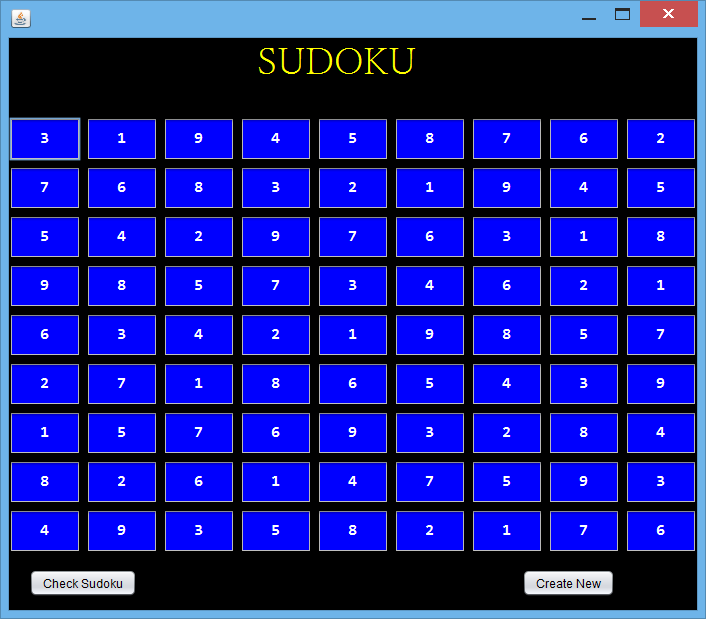 SUDOKU
3 1 9 4 5 8 7 6 2
7 6 8 3 2 1 9 4 5
5 4 2 9 7 6 3 1 8
9 8 5 7 3 4 6 2 1
6 3 4 2 1 9 8 5 7
2 7 1 8 6 5 4 3 9
1 5 7 6 9 3 2 8 4
8 2 6 1 4 7 5 9 3
4 9 3 5 8 2 1 7 6
Check Sudoku Create New